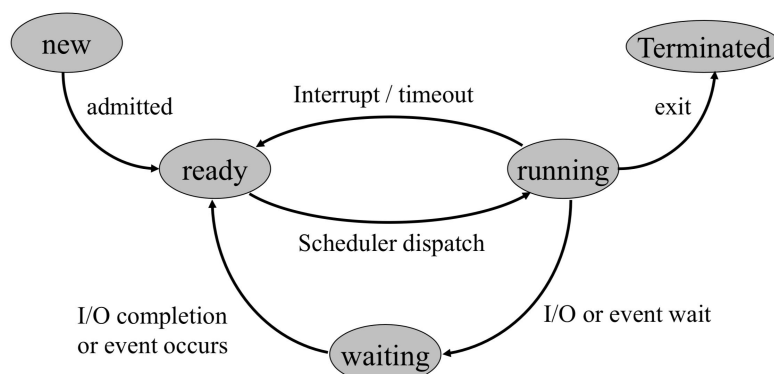 new
Terminated
Interrupt / timeout
admitted
exit
ready
running
Scheduler dispatch
I/O completion
or event occurs
I/O or event wait
waiting